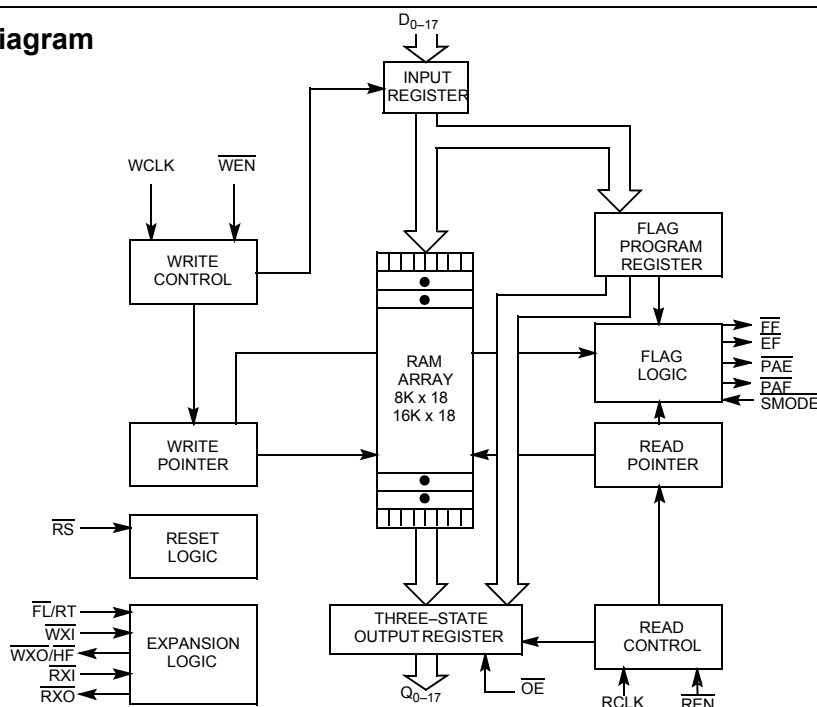 iagram
D0–17
INPUT
REGISTER
WCLK
WEN
WRITE
CONTROL
FLAG
PROGRAM
REGISTER
RAM
ARRAY
8K x 18
16K x 18
FLAG
LOGIC
FF
EF
PAE
PAF
SMODE
WRITE
POINTER
READ
POINTER
RS
RESET
LOGIC
FL/RT
WXI
WXO/HF
RXI
RXO
EXPANSION
LOGIC
THREE–STATE
OUTPUT REGISTER
READ
CONTROL
Q0–17
OE
RCLK
REN